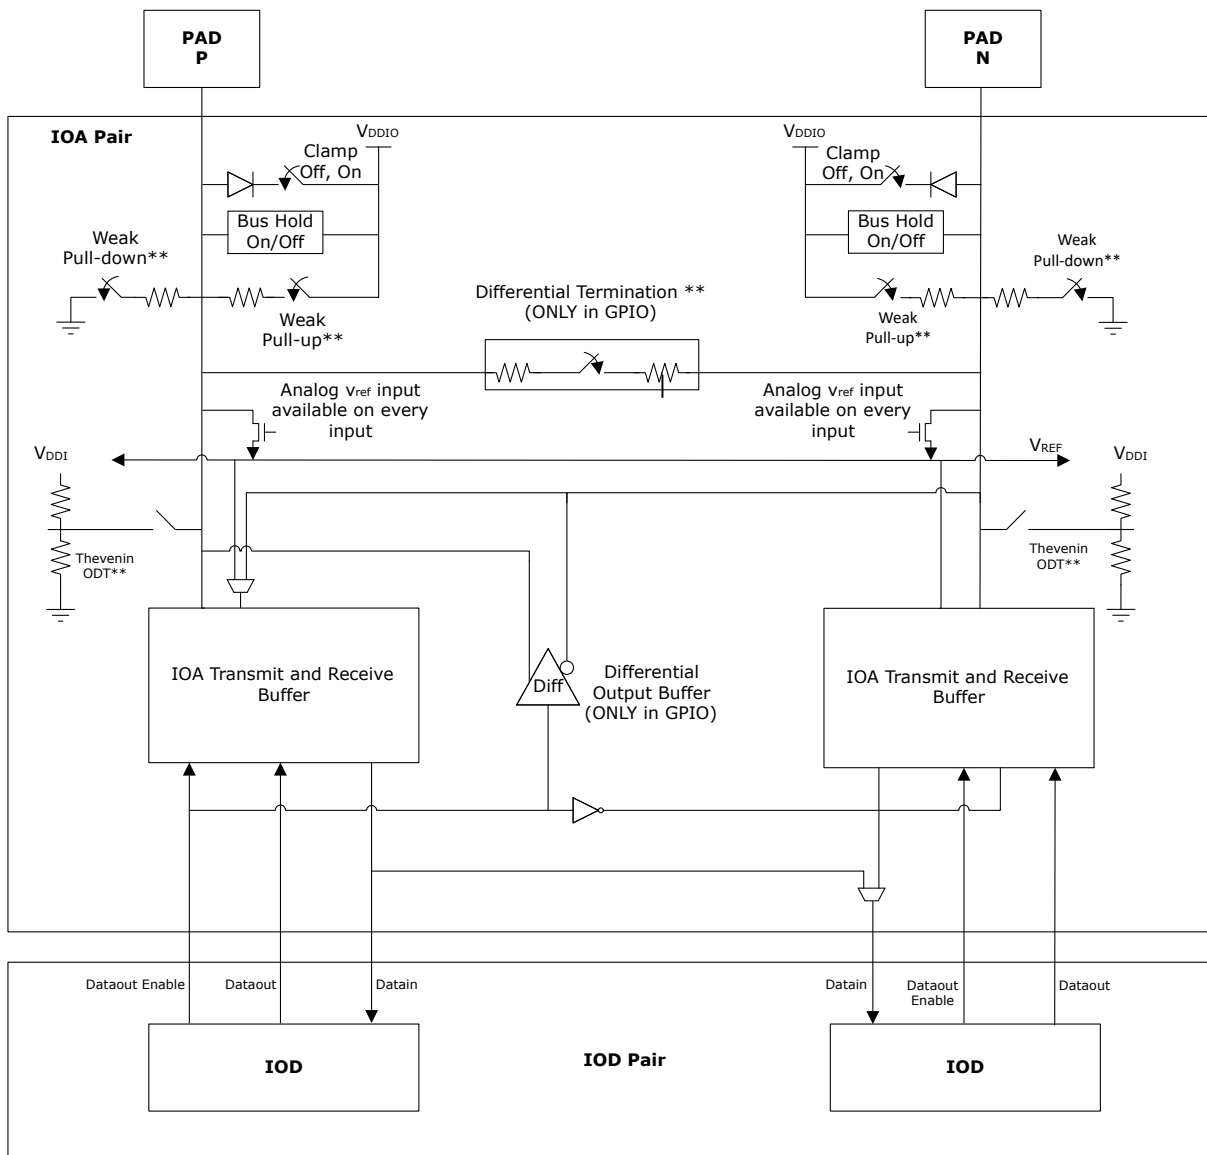 PAD
P
PAD
N
IOA Pair
VDDIO
Clamp
Off, On
VDDIO
Clamp
Off, On
Bus Hold
On/Off
Bus Hold
On/Off
Weak
Pull-down**
Weak
Pull-down**
Weak
Pull-up**
Differential Termination **
(ONLY in GPIO)
Weak
Pull-up**
Analog vref input
available on every
input
Analog vref input
available on every
input
VDDI
VREF
VDDI
Thevenin
ODT**
Thevenin
ODT**
IOA Transmit and Receive
Buffer
Diff
Differential
Output Buffer
(ONLY in GPIO)
IOA Transmit and Receive
Buffer
Dataout Enable
Dataout
Datain
Datain
Dataout
Enable
Dataout
IOD
IOD Pair
IOD